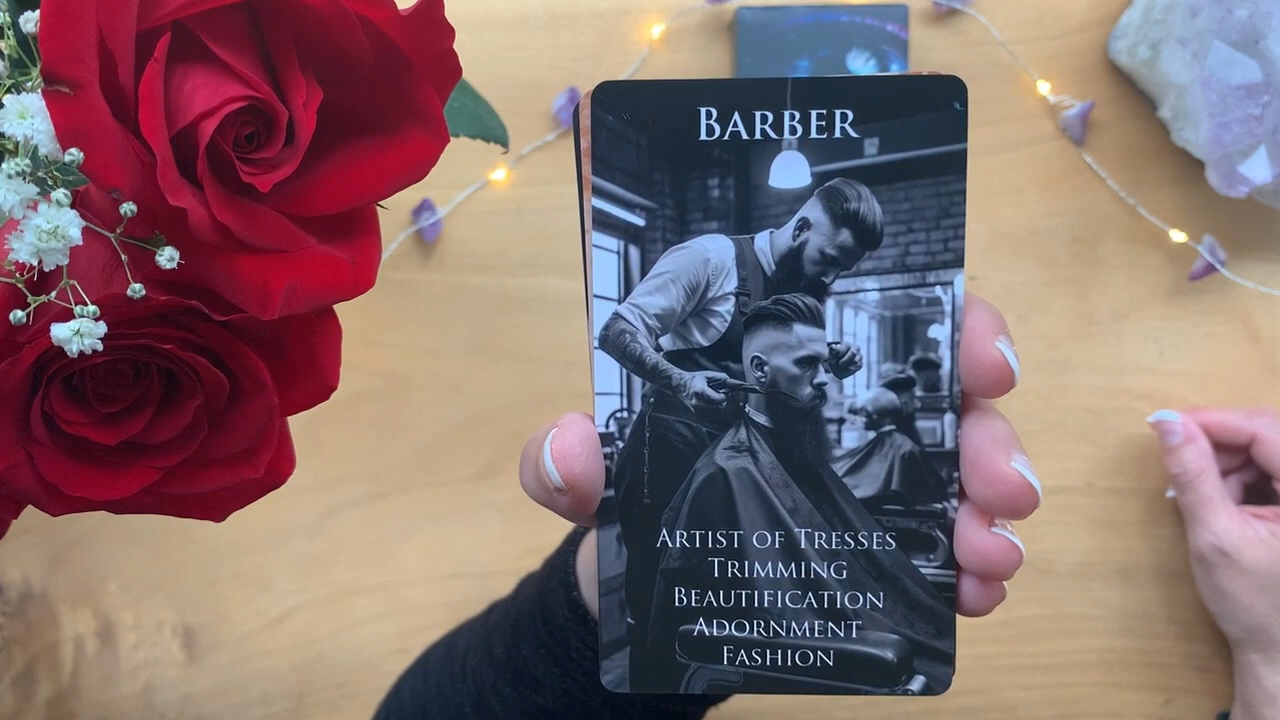 Barber
Artist of Tresses
Trimming
Beautification
Adornment
Fashion